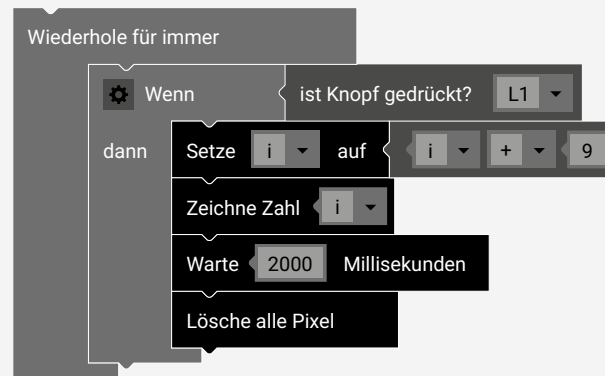 Wiederhole für immer
Wenn ist Knopf gedrückt? L1
dann Setze i auf i + 9
Zeichne Zahl i
Warte 2000 Millisekunden
Lösche alle Pixel